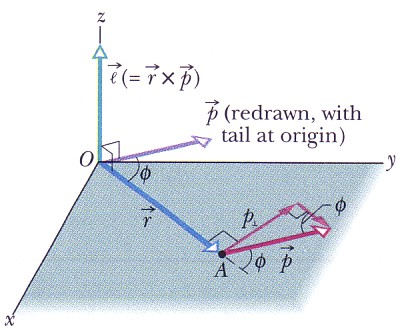 z
ℓ⃗ (= r⃗ × p⃗)
p⃗ (redrawn, with
tail at origin)
O
ϕ
y
r⃗
p⊥
ϕ
A
ϕ
p⃗
x